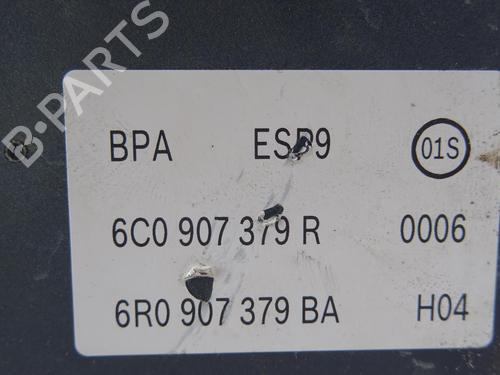 B·PARTS
BPA ESP9 01S
6C0 907 379 R 0006
6R0 907 379 BA H04